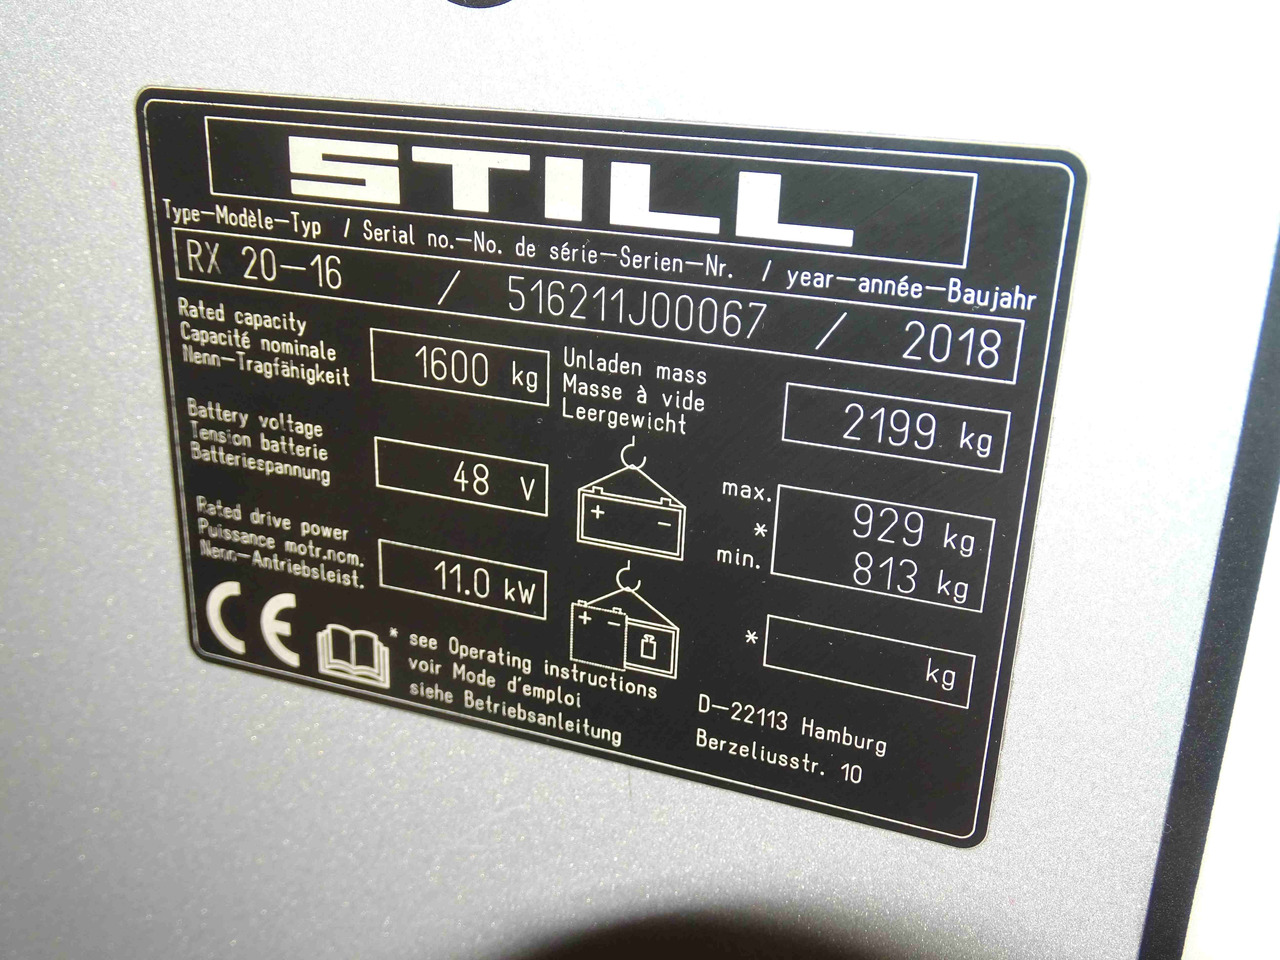 STILL
Type-Modèle-Typ / Serial no.-No. de série-Serien-Nr. / year-année-Baujahr
RX 20-16 / 516211J00067 / 2018
Rated capacity
Capacité nominale
Nenn-Tragfähigkeit
1600 kg
Unladen mass
Masse à vide
Leergewicht
2199 kg
Battery voltage
Tension batterie
Batteriespannung
48 V
+ -
max. 929 kg
*
min. 813 kg
Rated drive power
Puissance motr.nom.
Nenn-Antriebsleist.
11.0 kW
+ -
* kg
CE
* see Operating instructions
voir Mode d'emploi
siehe Betriebsanleitung
D-22113 Hamburg
Berzeliusstr. 10